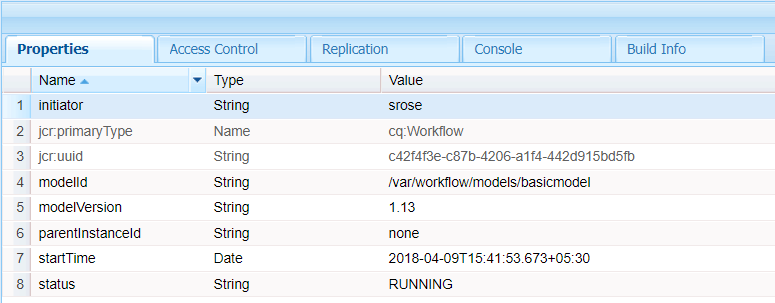 Properties Access Control Replication Console Build Info
Name Type Value
1 initiator String srose
2 jcr:primaryType Name cq:Workflow
3 jcr:uuid String c42f4f3e-c87b-4206-a1f4-442d915bd5fb
4 modelId String /var/workflow/models/basicmodel
5 modelVersion String 1.13
6 parentInstanceId String none
7 startTime Date 2018-04-09T15:41:53.673+05:30
8 status String RUNNING